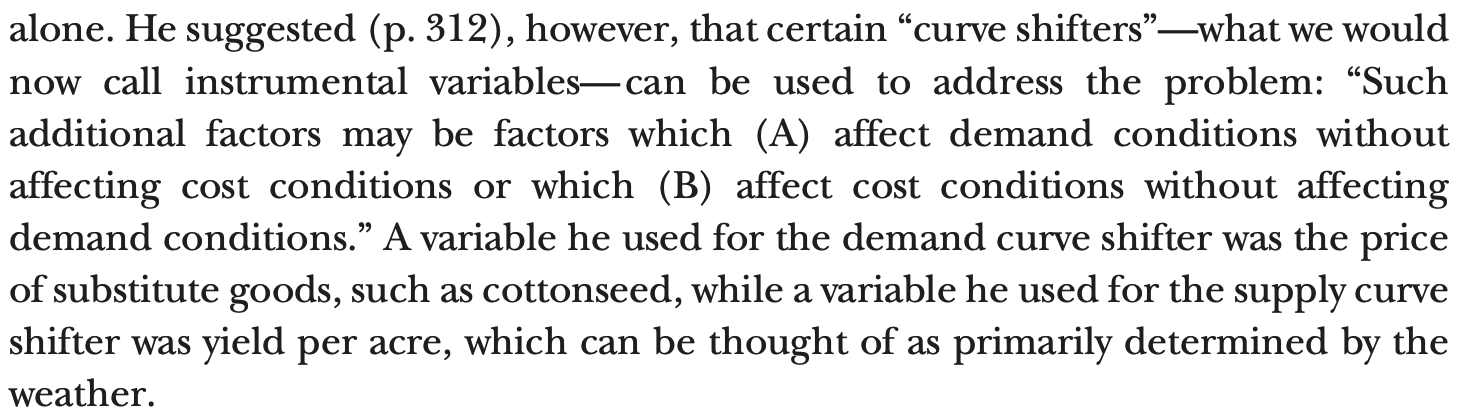 alone. He suggested (p. 312), however, that certain “curve shifters”—what we would
now call instrumental variables—can be used to address the problem: “Such
additional factors may be factors which (A) affect demand conditions without
affecting cost conditions or which (B) affect cost conditions without affecting
demand conditions.” A variable he used for the demand curve shifter was the price
of substitute goods, such as cottonseed, while a variable he used for the supply curve
shifter was yield per acre, which can be thought of as primarily determined by the
weather.